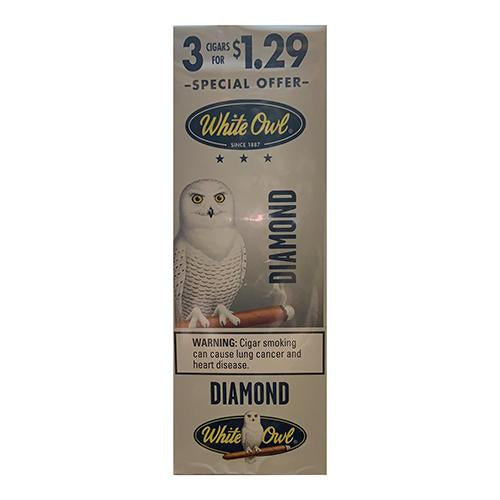 3 CIGARS FOR $1.29
–SPECIAL OFFER–
White Owl®
SINCE 1887
DIAMOND
WARNING: Cigar smoking
can cause lung cancer and
heart disease.
DIAMOND
White Owl®